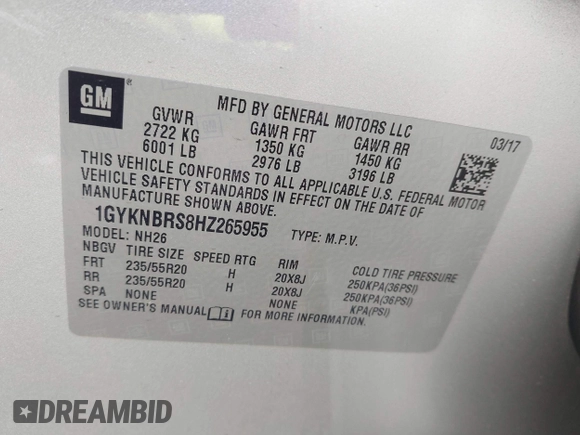 GM
MFD BY GENERAL MOTORS LLC
03/17
GVWR GAWR FRT GAWR RR
2722 KG 1350 KG 1450 KG
6001 LB 2976 LB 3196 LB
THIS VEHICLE CONFORMS TO ALL APPLICABLE U.S. FEDERAL MOTOR
VEHICLE SAFETY STANDARDS IN EFFECT ON THE DATE OF
MANUFACTURE SHOWN ABOVE.
1GYKNBRS8HZ265955 TYPE: M.P.V.
MODEL: NH26
NBGV TIRE SIZE SPEED RTG RIM COLD TIRE PRESSURE
FRT 235/55R20 H 20X8J 250KPA(36PSI)
RR 235/55R20 H 20X8J 250KPA(36PSI)
SPA NONE NONE KPA(PSI)
SEE OWNER'S MANUAL FOR MORE INFORMATION.
DREAMBID